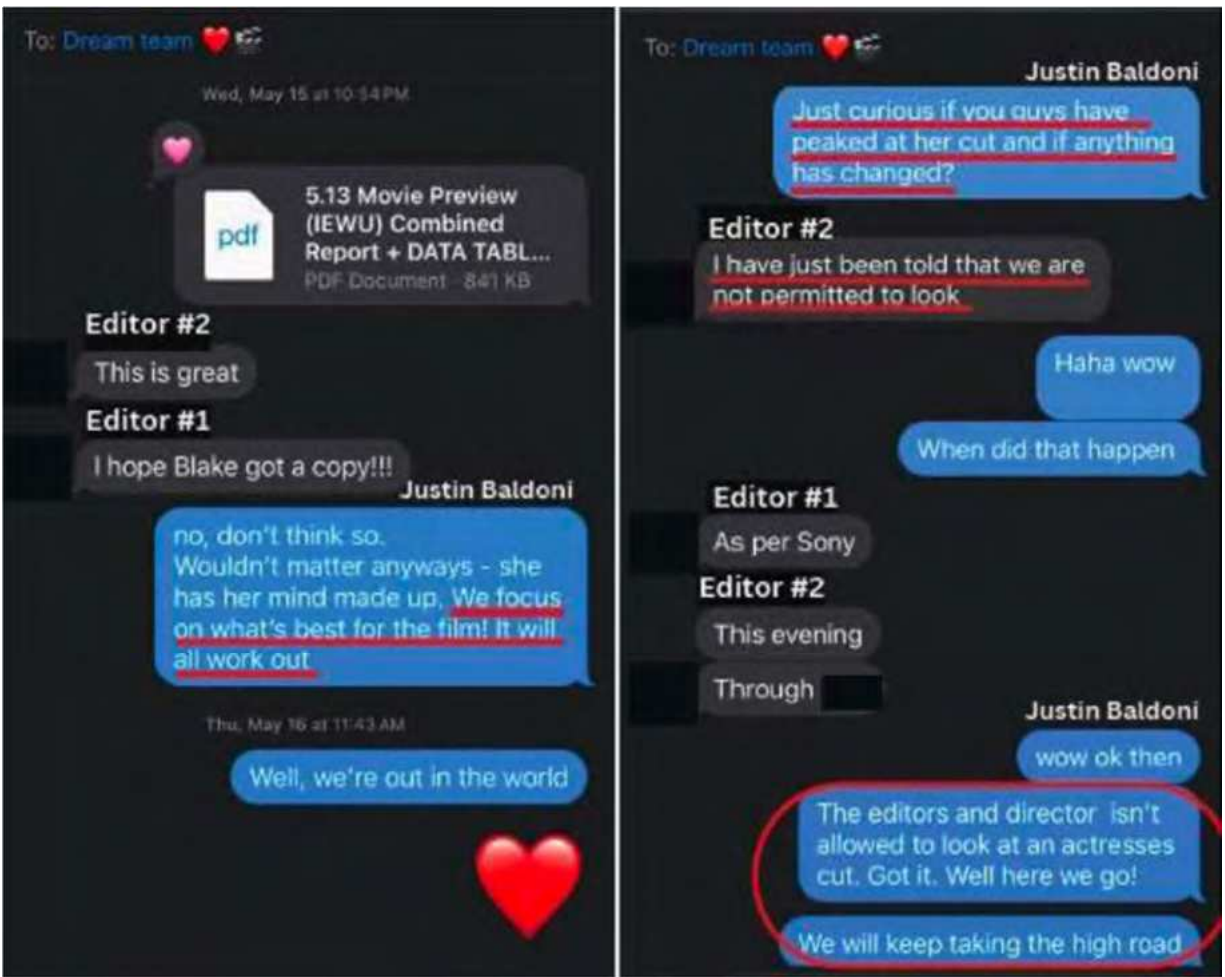 To: Dream team ❤️ 🎬
Wed, May 15 at 10:54 PM
pdf
5.13 Movie Preview
(IEWU) Combined
Report + DATA TABL...
PDF Document · 841 KB
Editor #2
This is great
Editor #1
I hope Blake got a copy!!!
Justin Baldoni
no, don't think so.
Wouldn't matter anyways - she
has her mind made up. We focus
on what's best for the film! It will
all work out
Thu, May 16 at 11:43 AM
Well, we're out in the world
To: Dream team ❤️ 🎬
Justin Baldoni
Just curious if you guys have
peaked at her cut and if anything
has changed?
Editor #2
I have just been told that we are
not permitted to look
Haha wow
When did that happen
Editor #1
As per Sony
Editor #2
This evening
Through
Justin Baldoni
wow ok then
The editors and director isn't
allowed to look at an actresses
cut. Got it. Well here we go!
We will keep taking the high road